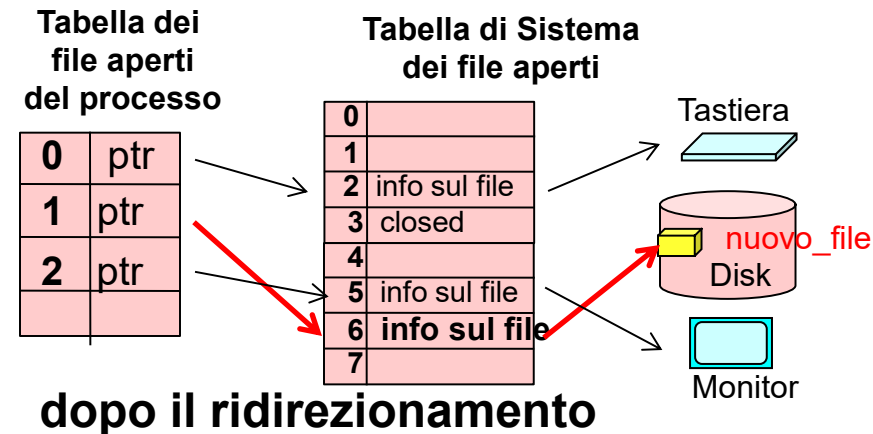 Tabella dei
file aperti
del processo
Tabella di Sistema
dei file aperti
0 ptr
1 ptr
2 ptr
0
1
2 info sul file
3 closed
4
5 info sul file
6 info sul file
7
Tastiera
nuovo_file
Disk
Monitor
dopo il ridirezionamento